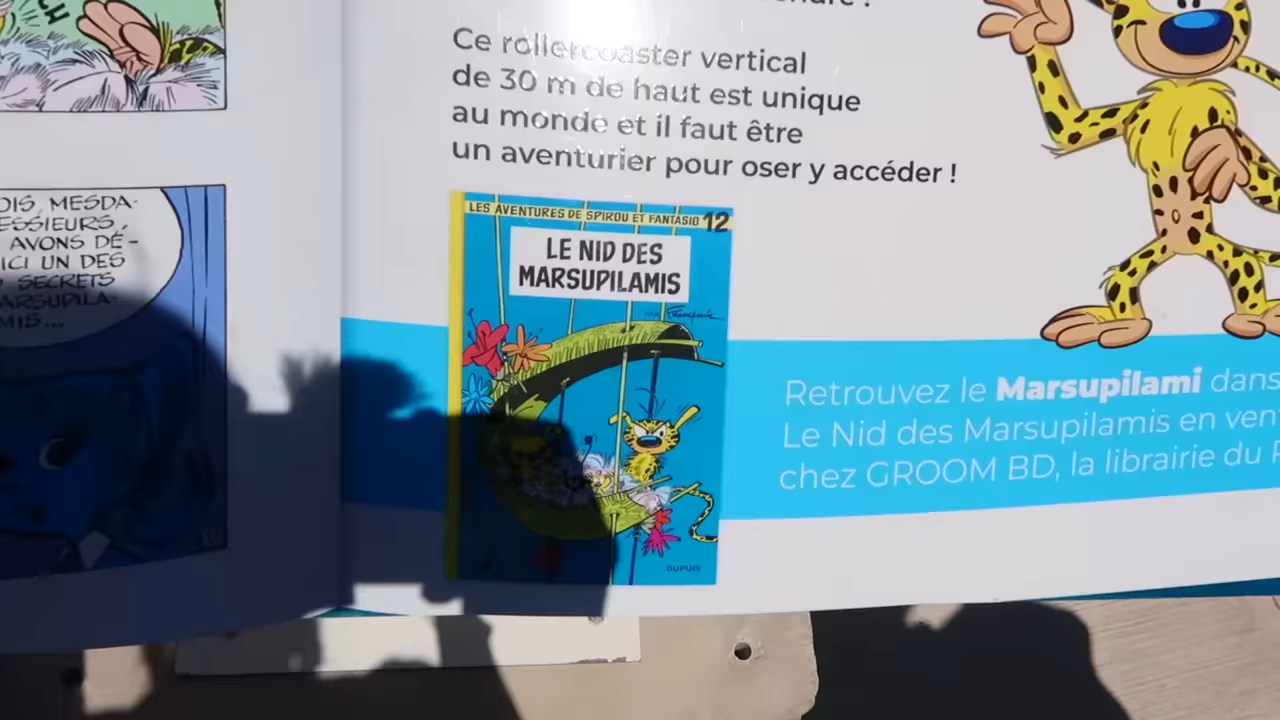 Ce rollercoaster vertical
de 30 m de haut est unique
au monde et il faut être
un aventurier pour oser y accéder !
LES AVENTURES DE SPIROU ET FANTASIO 12
LE NID DES
MARSUPILAMIS
PAR Franquin
DUPUIS
Retrouvez le Marsupilami dans
Le Nid des Marsupilamis en
chez GROOM BD, la librairie du
MESDA-
AVONS DÉ-
ICI UN DES
SECRETS